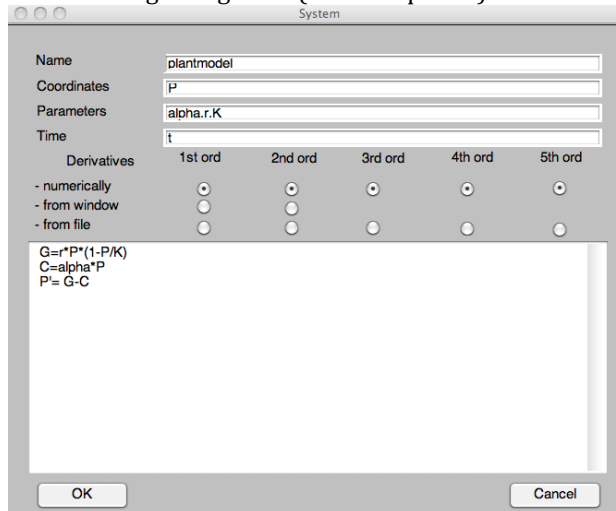 System
Name
plantmodel
Coordinates
P
Parameters
alpha.r.K
Time
t
Derivatives 1st ord 2nd ord 3rd ord 4th ord 5th ord
- numerically
- from window
- from file
G=r*P*(1-P/K)
C=alpha*P
P'= G-C
OK Cancel